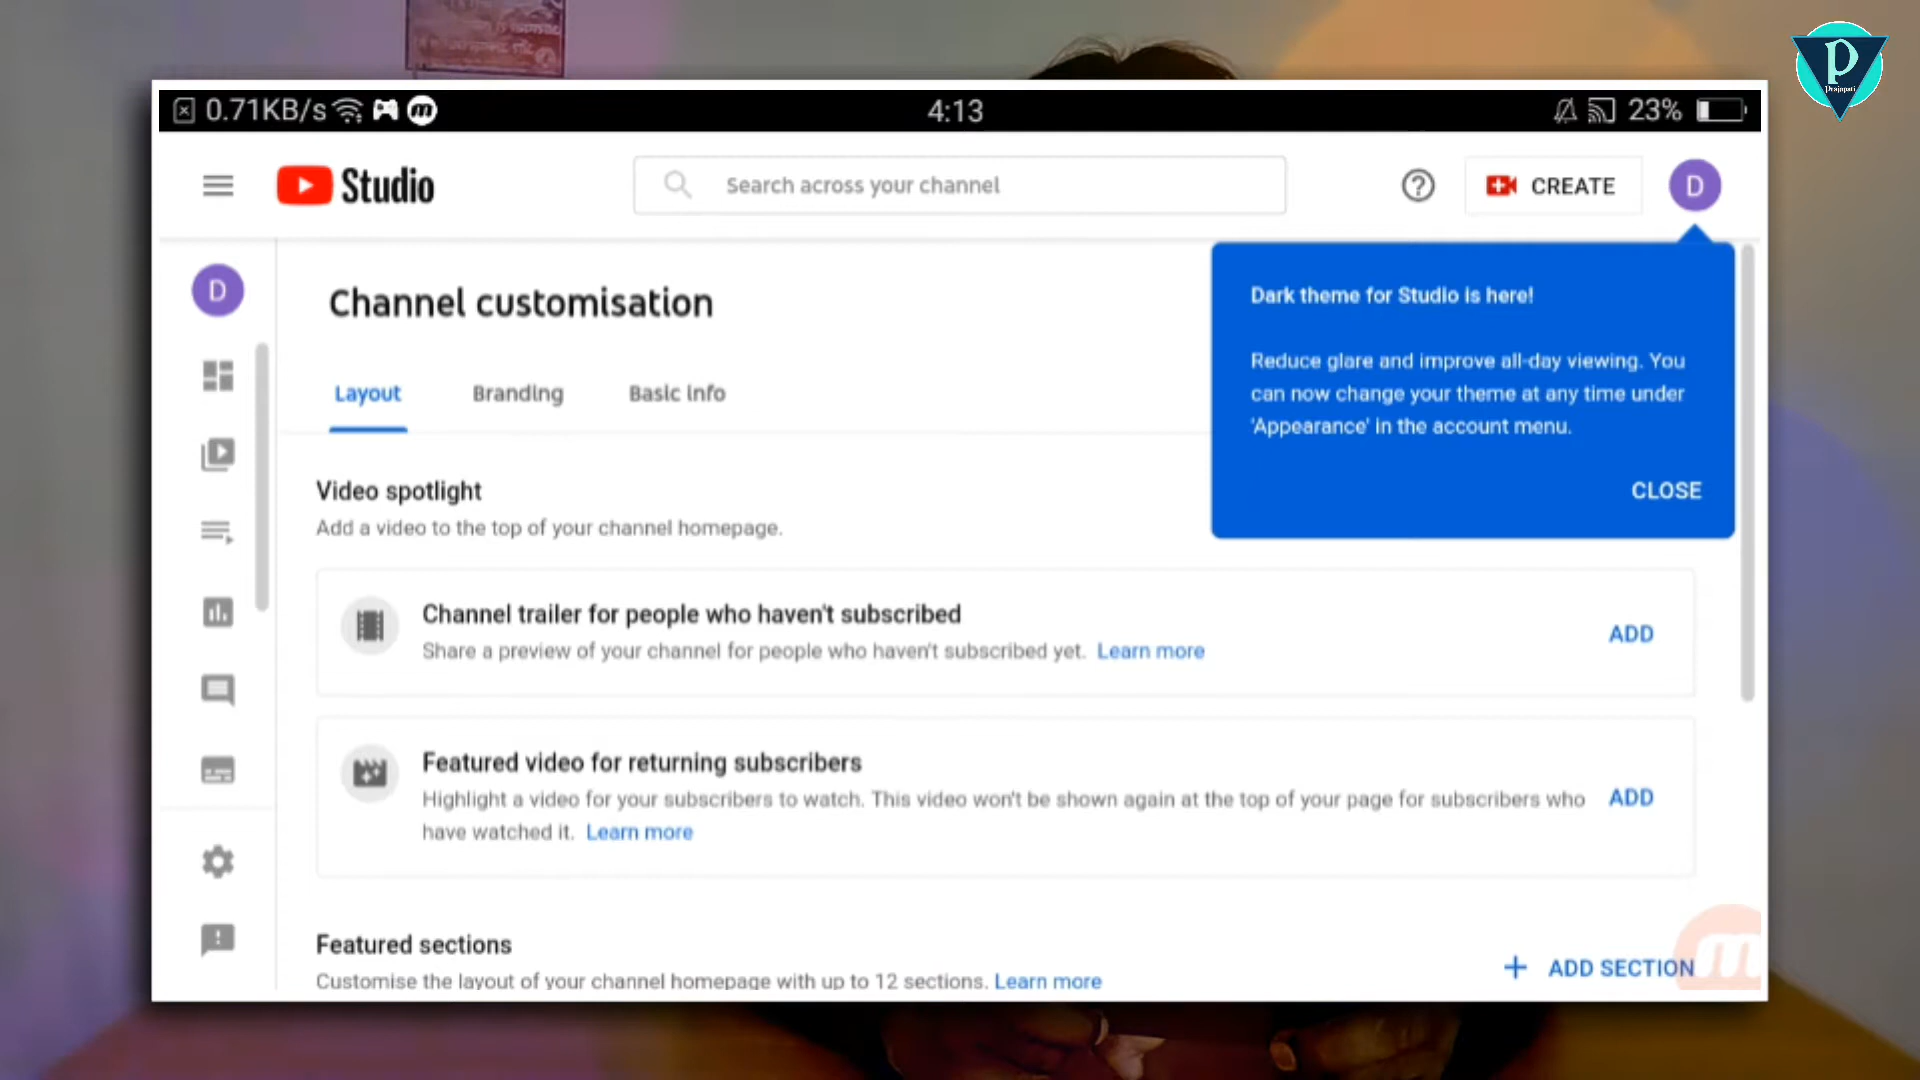 P
Prajapati
0.71KB/s
4:13
23%
Studio
Search across your channel
CREATE
D
D
Channel customisation
Dark theme for Studio is here!
Reduce glare and improve all-day viewing. You
can now change your theme at any time under
'Appearance' in the account menu.
CLOSE
Layout
Branding
Basic info
Video spotlight
Add a video to the top of your channel homepage.
Channel trailer for people who haven't subscribed
Share a preview of your channel for people who haven't subscribed yet. Learn more
ADD
Featured video for returning subscribers
Highlight a video for your subscribers to watch. This video won't be shown again at the top of your page for subscribers who
have watched it. Learn more
ADD
Featured sections
Customise the layout of your channel homepage with up to 12 sections. Learn more
+ ADD SECTION